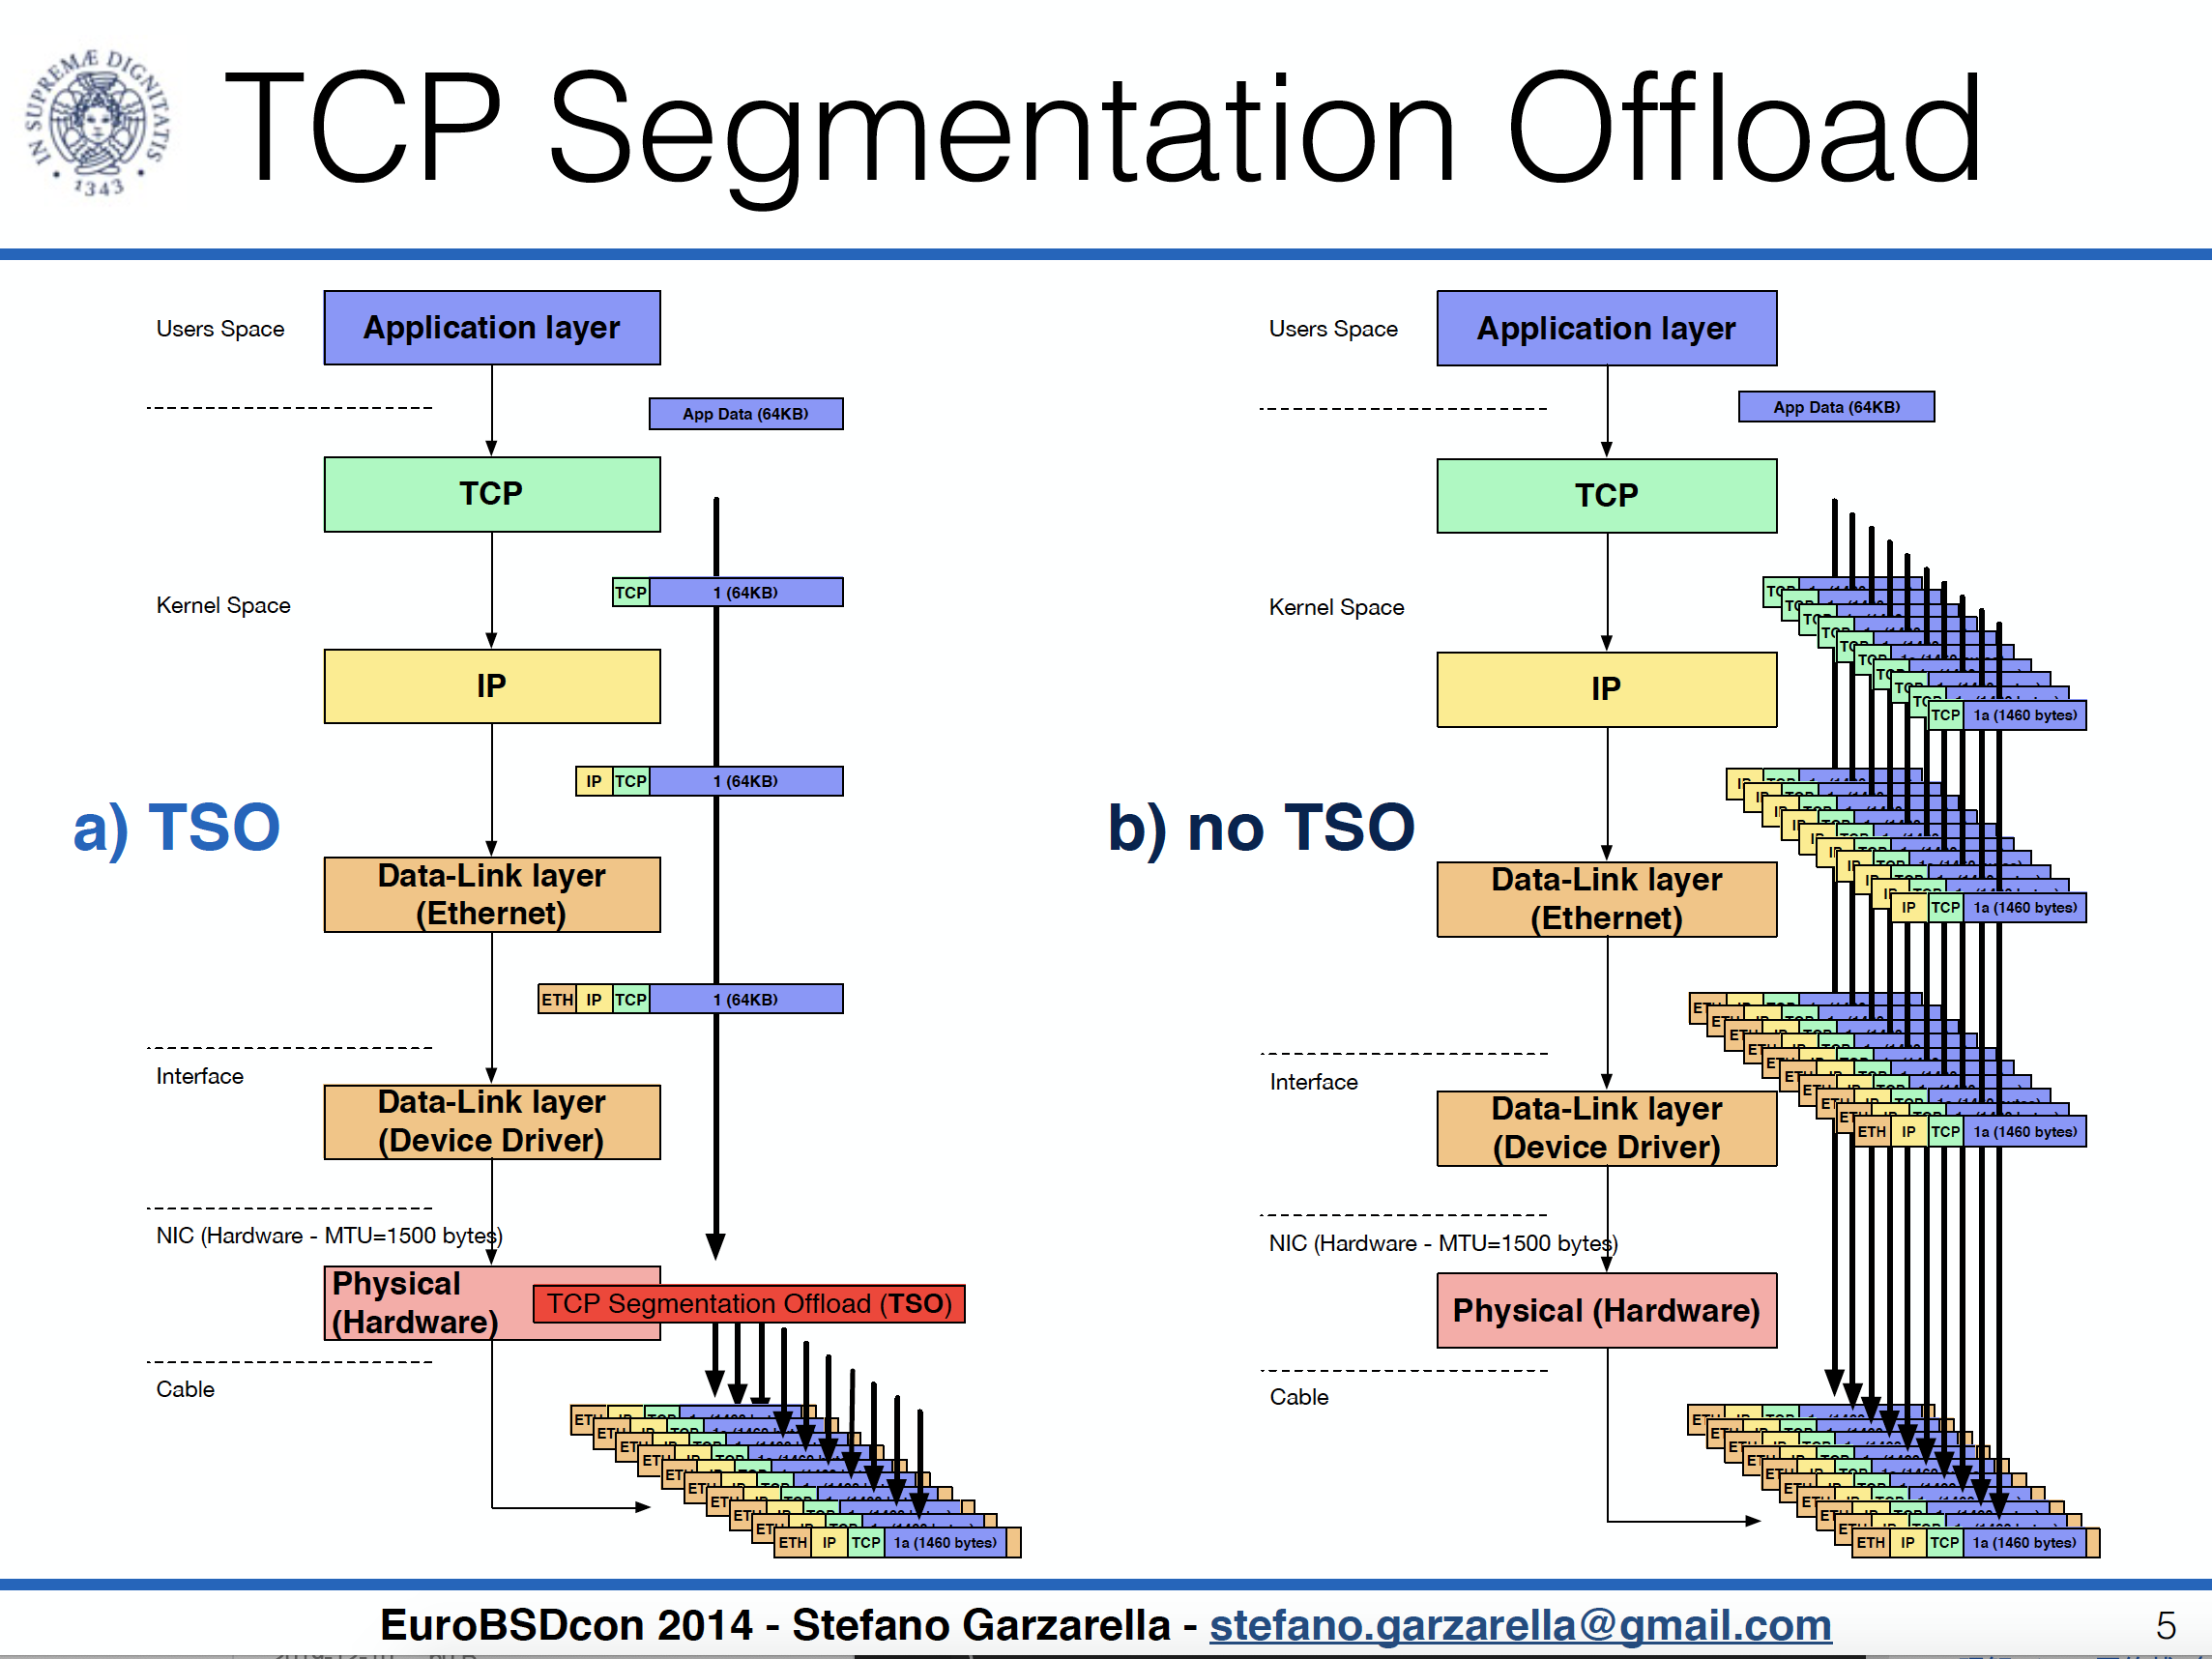 IN SUPREMÆ DIGNITATIS
· 1343 ·
TCP Segmentation Offload
Users Space
Application layer
App Data (64KB)
TCP
TCP 1 (64KB)
Kernel Space
IP
IP TCP 1 (64KB)
a) TSO
Data-Link layer
(Ethernet)
ETH IP TCP 1 (64KB)
Interface
Data-Link layer
(Device Driver)
NIC (Hardware - MTU=1500 bytes)
Physical
(Hardware)
TCP Segmentation Offload (TSO)
Cable
ETH IP TCP 1a (1460 bytes)
Users Space
Application layer
App Data (64KB)
TCP
Kernel Space
TCP 1a (1460 bytes)
IP
b) no TSO
IP TCP 1a (1460 bytes)
Data-Link layer
(Ethernet)
Interface
ETH IP TCP 1a (1460 bytes)
Data-Link layer
(Device Driver)
NIC (Hardware - MTU=1500 bytes)
Physical (Hardware)
Cable
ETH IP TCP 1a (1460 bytes)
EuroBSDcon 2014 - Stefano Garzarella - stefano.garzarella@gmail.com
5